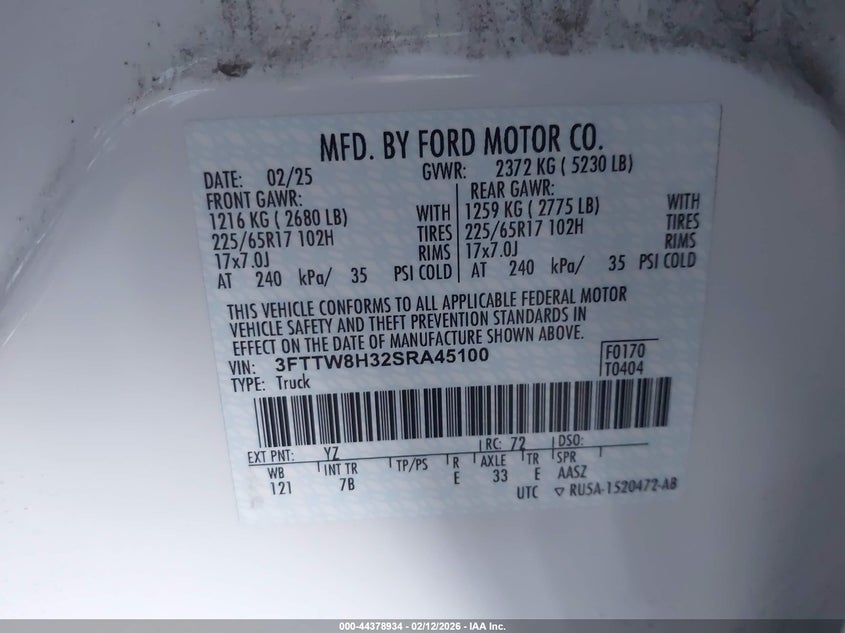 MFD. BY FORD MOTOR CO.
DATE: 02/25 GVWR: 2372 KG ( 5230 LB)
FRONT GAWR: REAR GAWR:
1216 KG ( 2680 LB) WITH 1259 KG ( 2775 LB) WITH
225/65R17 102H TIRES 225/65R17 102H TIRES
17x7.0J RIMS 17x7.0J RIMS
AT 240 kPa/ 35 PSI COLD AT 240 kPa/ 35 PSI COLD
THIS VEHICLE CONFORMS TO ALL APPLICABLE FEDERAL MOTOR
VEHICLE SAFETY AND THEFT PREVENTION STANDARDS IN
EFFECT ON THE DATE OF MANUFACTURE SHOWN ABOVE.
VIN: 3FTTW8H32SRA45100 F0170
TYPE: Truck T0404
EXT PNT: YZ RC: 72 DSO:
WB INT TR TP/PS R AXLE TR SPR
121 7B E 33 E AASZ
UTC ▽ RUSA-1520472-AB
000-44378934 - 02/12/2026 - IAA Inc.